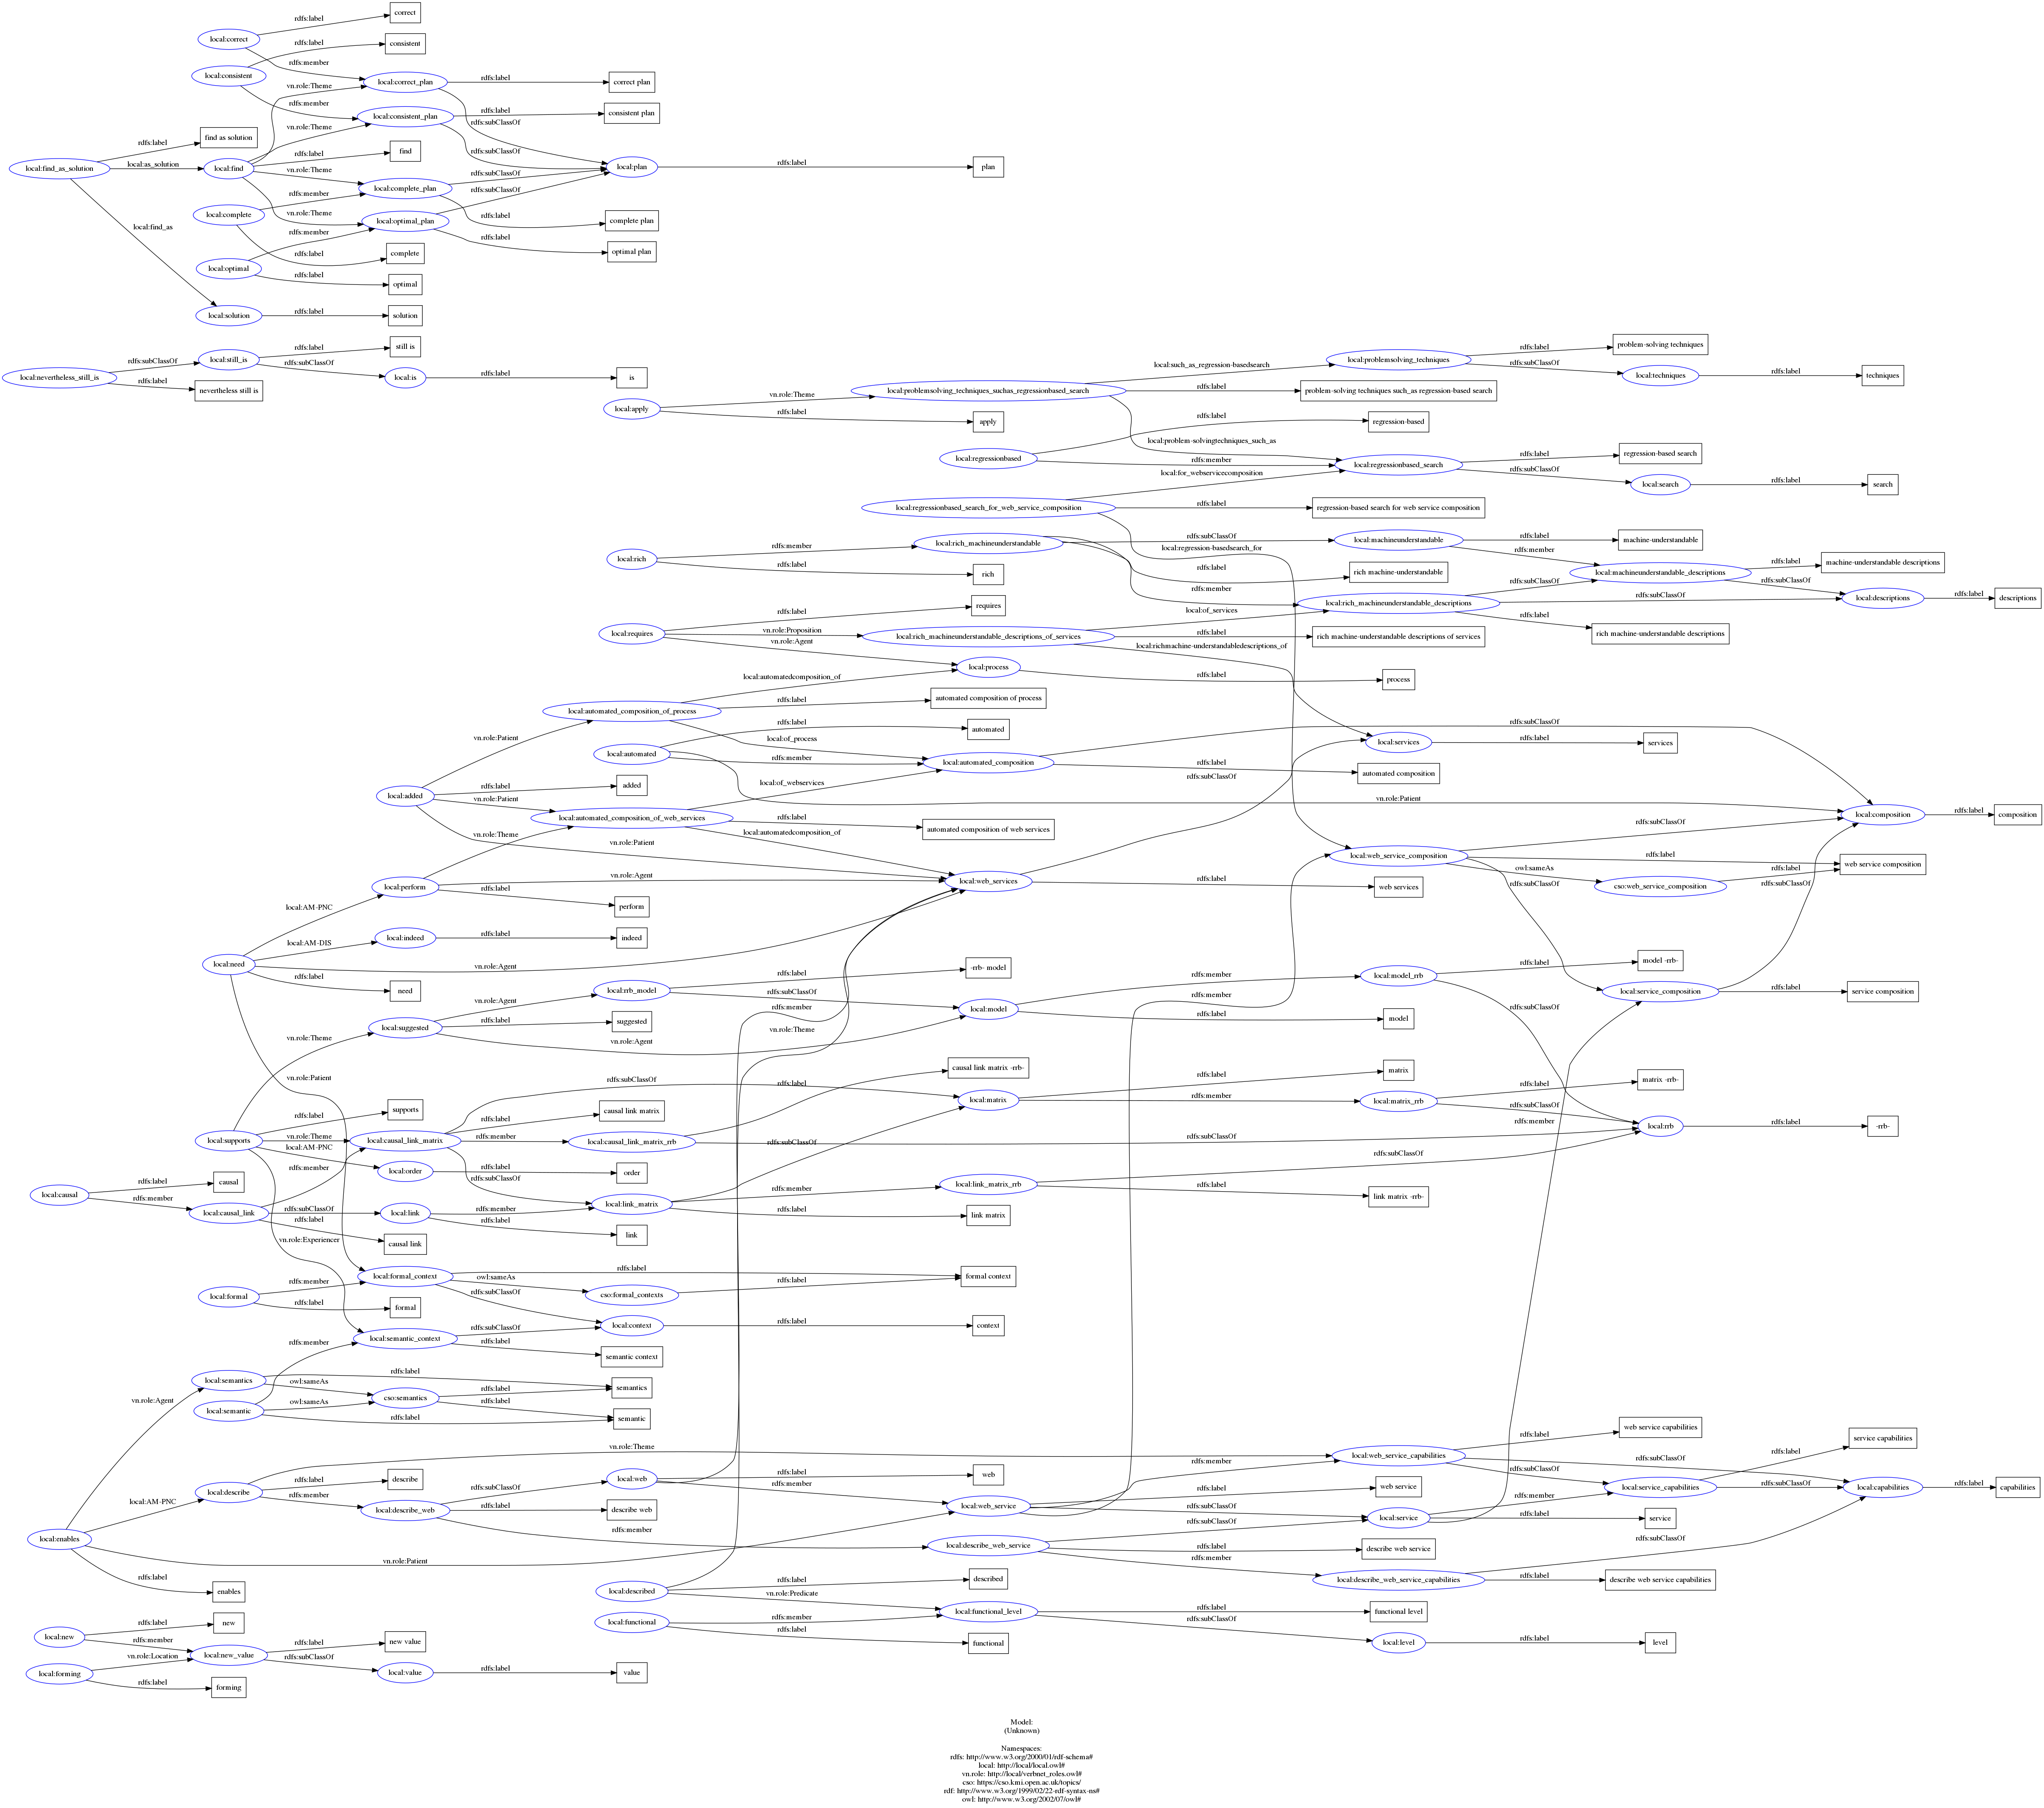 rdfs:label
correct
local:correct
rdfs:label
consistent
rdfs:member
local:consistent
vn.role:Theme
local:correct_plan
rdfs:label
correct plan
rdfs:member
local:consistent_plan
rdfs:label
consistent plan
rdfs:subClassOf
vn.role:Theme
rdfs:label
find as solution
rdfs:label
find
rdfs:subClassOf
local:find_as_solution
local:as_solution
local:find
vn.role:Theme
local:plan
rdfs:label
plan
rdfs:subClassOf
local:complete_plan
rdfs:member
rdfs:subClassOf
local:complete
vn.role:Theme
local:optimal_plan
rdfs:label
complete plan
local:find_as
rdfs:member
rdfs:label
optimal plan
rdfs:label
complete
local:optimal
rdfs:label
optimal
local:solution
rdfs:label
solution
rdfs:label
still is
rdfs:subClassOf
local:still_is
rdfs:subClassOf
local:nevertheless_still_is
rdfs:label
nevertheless still is
local:is
rdfs:label
is
rdfs:label
problem-solving techniques
local:such_as_regression-basedsearch
local:problemsolving_techniques
rdfs:subClassOf
local:techniques
rdfs:label
techniques
local:problemsolving_techniques_suchas_regressionbased_search
rdfs:label
problem-solving techniques such_as regression-based search
vn.role:Theme
local:apply
rdfs:label
apply
rdfs:label
regression-based
local:problem-solvingtechniques_such_as
local:regressionbased
rdfs:member
local:regressionbased_search
rdfs:label
regression-based search
rdfs:subClassOf
local:search
rdfs:label
search
local:for_webservicecomposition
local:regressionbased_search_for_web_service_composition
rdfs:label
regression-based search for web service composition
local:rich_machineunderstandable
rdfs:subClassOf
local:machineunderstandable
rdfs:label
machine-understandable
local:regression-basedsearch_for
rdfs:member
local:rich
rdfs:member
rdfs:label
rich
rdfs:label
rich machine-understandable
local:machineunderstandable_descriptions
rdfs:label
machine-understandable descriptions
rdfs:subClassOf
rdfs:subClassOf
rdfs:member
local:rich_machineunderstandable_descriptions
rdfs:subClassOf
local:descriptions
rdfs:label
descriptions
rdfs:label
requires
local:of_services
rdfs:label
rich machine-understandable descriptions
local:requires
vn.role:Proposition
local:rich_machineunderstandable_descriptions_of_services
rdfs:label
rich machine-understandable descriptions of services
vn.role:Agent
local:richmachine-understandabledescriptions_of
local:process
rdfs:label
process
local:automatedcomposition_of
rdfs:label
automated composition of process
local:automated_composition_of_process
rdfs:label
automated
rdfs:subClassOf
vn.role:Patient
local:of_process
local:services
rdfs:label
services
local:automated
rdfs:member
local:automated_composition
rdfs:label
automated composition
rdfs:subClassOf
rdfs:label
added
local:of_webservices
local:added
vn.role:Patient
vn.role:Patient
local:composition
rdfs:label
composition
local:automated_composition_of_web_services
rdfs:label
automated composition of web services
vn.role:Theme
local:automatedcomposition_of
rdfs:subClassOf
vn.role:Patient
local:web_service_composition
rdfs:label
web service composition
owl:sameAs
cso:web_service_composition
rdfs:label
rdfs:subClassOf
rdfs:subClassOf
local:perform
vn.role:Agent
local:web_services
rdfs:label
web services
rdfs:label
perform
local:AM-PNC
local:AM-DIS
local:indeed
rdfs:label
indeed
local:need
vn.role:Agent
rdfs:label
need
rdfs:label
-rrb- model
rdfs:member
local:model_rrb
rdfs:label
model -rrb-
vn.role:Agent
local:rrb_model
rdfs:subClassOf
rdfs:member
rdfs:member
local:service_composition
rdfs:label
service composition
rdfs:subClassOf
local:model
rdfs:label
model
vn.role:Theme
local:suggested
rdfs:label
suggested
vn.role:Agent
vn.role:Theme
vn.role:Patient
rdfs:subClassOf
rdfs:label
causal link matrix -rrb-
local:matrix
rdfs:label
matrix
rdfs:member
local:matrix_rrb
rdfs:label
matrix -rrb-
rdfs:subClassOf
rdfs:member
local:rrb
rdfs:label
-rrb-
rdfs:label
supports
rdfs:label
causal link matrix
local:supports
vn.role:Theme
local:causal_link_matrix
rdfs:member
local:causal_link_matrix_rrb
rdfs:subClassOf
rdfs:subClassOf
local:AM-PNC
rdfs:subClassOf
rdfs:member
local:order
rdfs:label
order
rdfs:subClassOf
rdfs:label
causal
local:causal
rdfs:member
local:causal_link
rdfs:subClassOf
local:link
rdfs:member
local:link_matrix
rdfs:member
local:link_matrix_rrb
rdfs:label
link matrix -rrb-
rdfs:label
link matrix
rdfs:label
causal link
rdfs:label
link
vn.role:Experiencer
local:formal_context
rdfs:label
formal context
rdfs:member
owl:sameAs
cso:formal_contexts
rdfs:label
local:formal
rdfs:label
formal
rdfs:subClassOf
local:context
rdfs:label
context
local:semantic_context
rdfs:subClassOf
rdfs:label
semantic context
rdfs:member
local:semantics
rdfs:label
semantics
owl:sameAs
cso:semantics
rdfs:label
vn.role:Agent
owl:sameAs
rdfs:label
local:semantic
rdfs:label
semantic
vn.role:Theme
local:web_service_capabilities
rdfs:label
web service capabilities
rdfs:label
service capabilities
rdfs:subClassOf
rdfs:subClassOf
rdfs:member
local:describe
rdfs:label
describe
rdfs:subClassOf
local:web
rdfs:label
web
rdfs:member
rdfs:label
web service
rdfs:member
local:service_capabilities
rdfs:subClassOf
local:capabilities
rdfs:label
capabilities
local:AM-PNC
rdfs:member
local:describe_web
rdfs:label
describe web
local:web_service
rdfs:subClassOf
local:service
rdfs:label
service
rdfs:member
rdfs:subClassOf
rdfs:subClassOf
local:enables
local:describe_web_service
rdfs:label
describe web service
vn.role:Patient
rdfs:member
rdfs:label
enables
local:describe_web_service_capabilities
rdfs:label
describe web service capabilities
local:described
rdfs:label
described
vn.role:Predicate
local:functional_level
rdfs:label
functional level
rdfs:label
new
local:functional
rdfs:member
rdfs:subClassOf
local:new
rdfs:member
rdfs:label
functional
local:level
rdfs:label
level
rdfs:label
new value
vn.role:Location
local:new_value
rdfs:subClassOf
local:forming
rdfs:label
forming
local:value
rdfs:label
value
Model:
(Unknown)
Namespaces:
rdfs: http://www.w3.org/2000/01/rdf-schema#
local: http://local/local.owl#
vn.role: http://local/verbnet_roles.owl#
cso: https://cso.kmi.open.ac.uk/topics/
rdf: http://www.w3.org/1999/02/22-rdf-syntax-ns#
owl: http://www.w3.org/2002/07/owl#